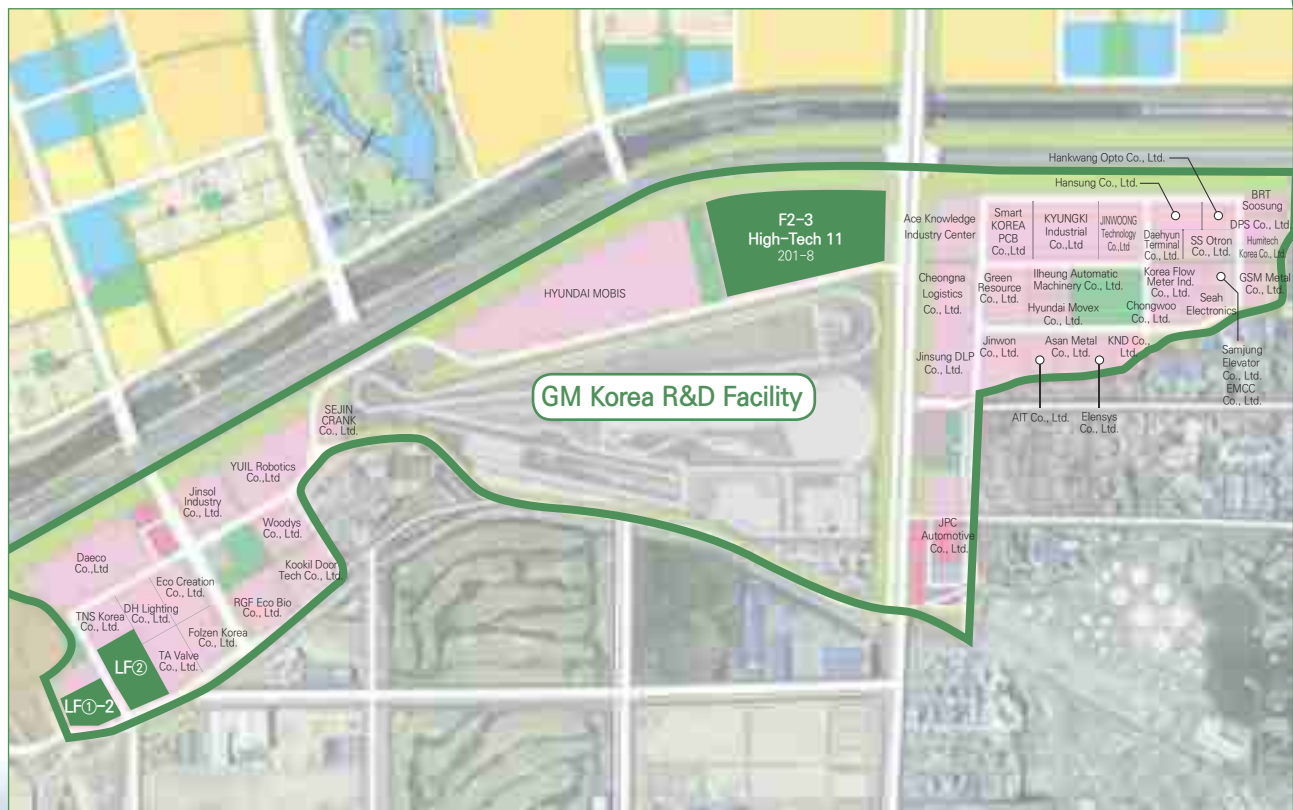 Hankwang Opto Co., Ltd.
Hansung Co., Ltd.
BRT
Soosung
DPS Co., Ltd.
Humitech
Korea Co., Ltd.
F2-3
High-Tech 11
201-8
Ace Knowledge
Industry Center
Smart
KOREA
PCB
Co.,Ltd
KYUNGKI
Industrial
Co.,Ltd
JINWOONG
Technology
Co.,Ltd
Daehyun
Terminal
Co., Ltd.
SS Otron
Co., Ltd.
HYUNDAI MOBIS
Cheongna
Logistics
Co., Ltd.
Green
Resource
Co., Ltd.
Ilheung Automatic
Machinery Co., Ltd.
Korea Flow
Meter Ind.
Co., Ltd.
GSM Metal
Co., Ltd.
Hyundai Movex
Co., Ltd.
Chongwoo
Co., Ltd.
Seah
Electronics
Jinsung DLP
Co., Ltd.
Jinwon
Co., Ltd.
Asan Metal
Co., Ltd.
KND Co.,
Ltd.
Samjung
Elevator
Co., Ltd.
EMCC
Co., Ltd.
GM Korea R&D Facility
AIT Co., Ltd.
Elensys
Co., Ltd.
SEJIN
CRANK
Co., Ltd.
YUIL Robotics
Co.,Ltd
Jinsol
Industry
Co., Ltd.
Woodys
Co., Ltd.
JPC
Automotive
Co., Ltd.
Daeco
Co.,Ltd
Kookil Door
Tech Co., Ltd.
Eco Creation
Co., Ltd.
RGF Eco Bio
Co., Ltd.
DH Lighting
Co., Ltd.
TNS Korea
Co., Ltd.
Folzen Korea
Co., Ltd.
TA Valve
Co., Ltd.
LF②
LF①-2